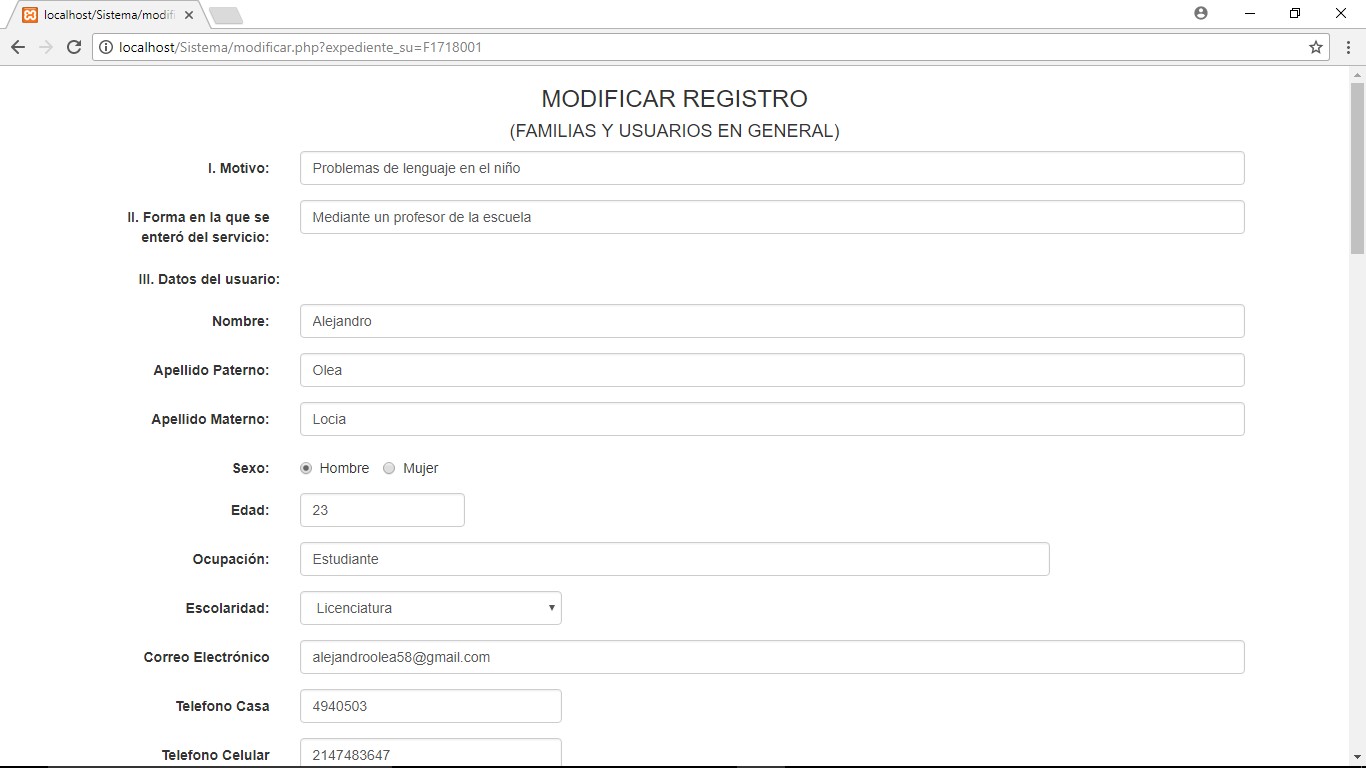 localhost/Sistema/modifi
localhost/Sistema/modificar.php?expediente_su=F1718001
MODIFICAR REGISTRO
(FAMILIAS Y USUARIOS EN GENERAL)
I. Motivo: Problemas de lenguaje en el niño
II. Forma en la que se enteró del servicio: Mediante un profesor de la escuela
III. Datos del usuario:
Nombre: Alejandro
Apellido Paterno: Olea
Apellido Materno: Locia
Sexo: Hombre Mujer
Edad: 23
Ocupación: Estudiante
Escolaridad: Licenciatura
Correo Electrónico alejandroolea58@gmail.com
Telefono Casa 4940503
Telefono Celular 2147483647